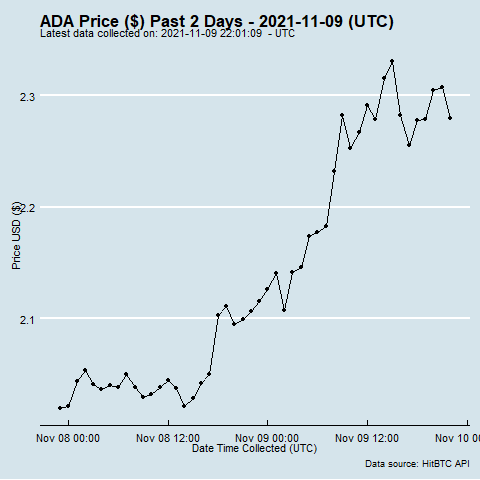 ADA Price ($) Past 2 Days - 2021-11-09 (UTC)
Latest data collected on: 2021-11-09 22:01:09 - UTC
2.3
2.2
2.1
Price USD ($)
Nov 08 00:00 Nov 08 12:00 Nov 09 00:00 Nov 09 12:00 Nov 10 0
Date Time Collected (UTC)
Data source: HitBTC API